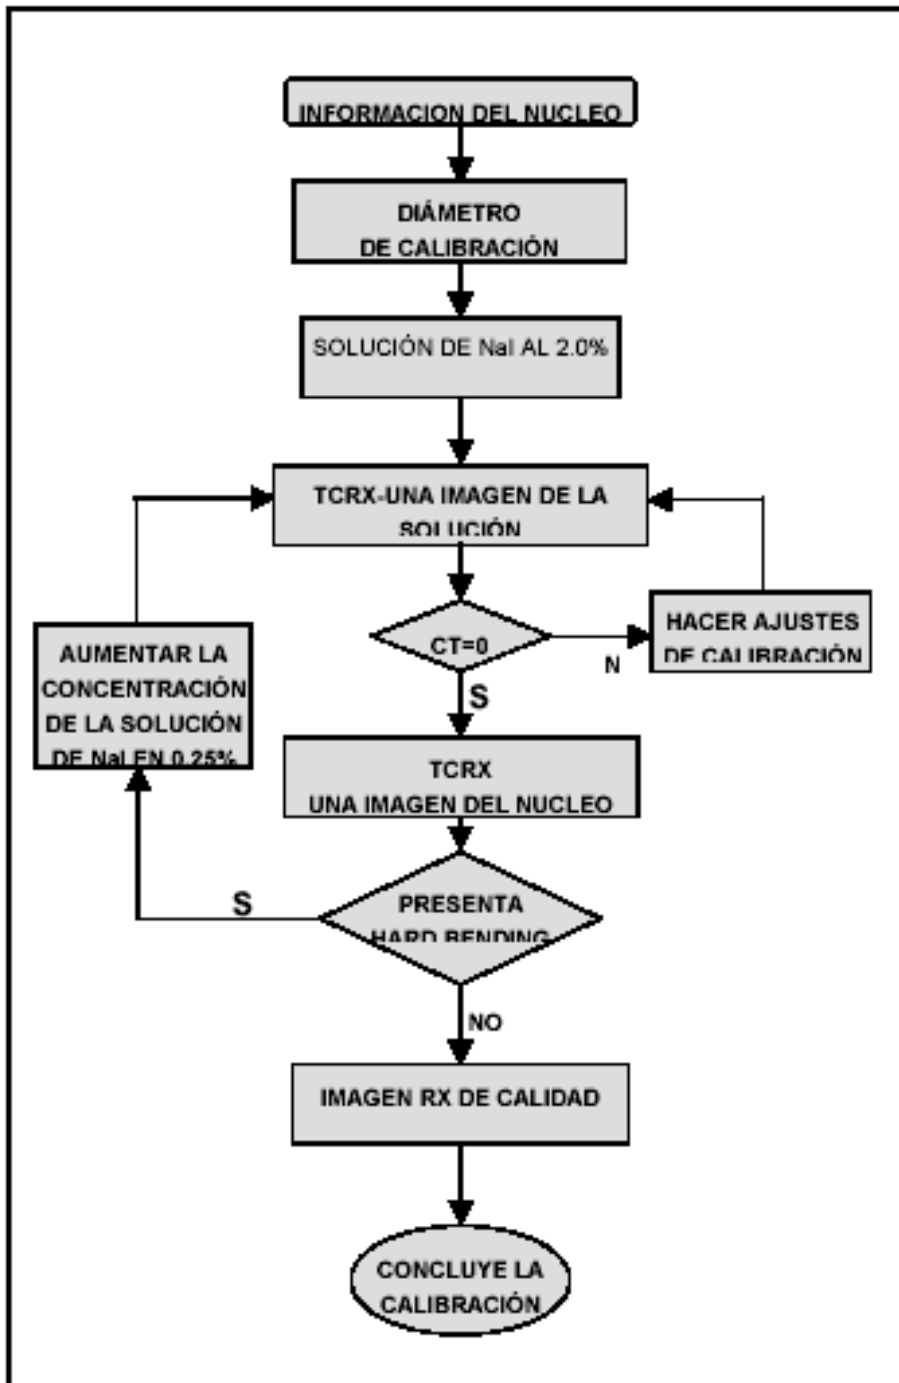 INFORMACION DEL NUCLEO
DIÁMETRO
DE CALIBRACIÓN
SOLUCIÓN DE NaI AL 2.0%
TCRX-UNA IMAGEN DE LA
SOLUCIÓN
CT=0
N
HACER AJUSTES
DE CALIBRACIÓN
AUMENTAR LA
CONCENTRACIÓN
DE LA SOLUCIÓN
DE NaI EN 0.25%
S
TCRX
UNA IMAGEN DEL NUCLEO
S
PRESENTA
HARD BENDING
NO
IMAGEN RX DE CALIDAD
CONCLUYE LA
CALIBRACIÓN